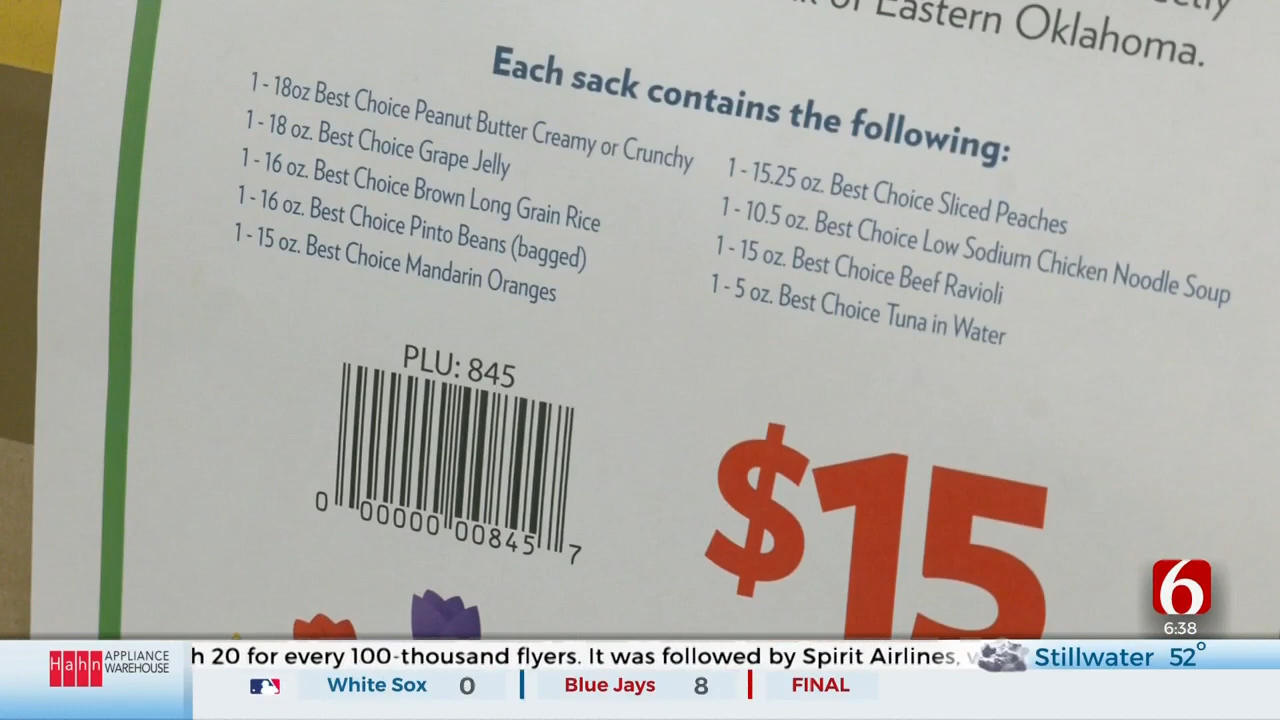 of Eastern Oklahoma.
Each sack contains the following:
1 - 18oz Best Choice Peanut Butter Creamy or Crunchy
1 - 18 oz. Best Choice Grape Jelly
1 - 16 oz. Best Choice Brown Long Grain Rice
1 - 16 oz. Best Choice Pinto Beans (bagged)
1 - 15 oz. Best Choice Mandarin Oranges
1 - 15.25 oz. Best Choice Sliced Peaches
1 - 10.5 oz. Best Choice Low Sodium Chicken Noodle Soup
1 - 15 oz. Best Choice Beef Ravioli
1 - 5 oz. Best Choice Tuna in Water
PLU: 845
0 00000 00845 7
$15
6
6:38
Hahn APPLIANCE WAREHOUSE
h 20 for every 100-thousand flyers. It was followed by Spirit Airlines,
Stillwater 52°
White Sox 0 Blue Jays 8 FINAL